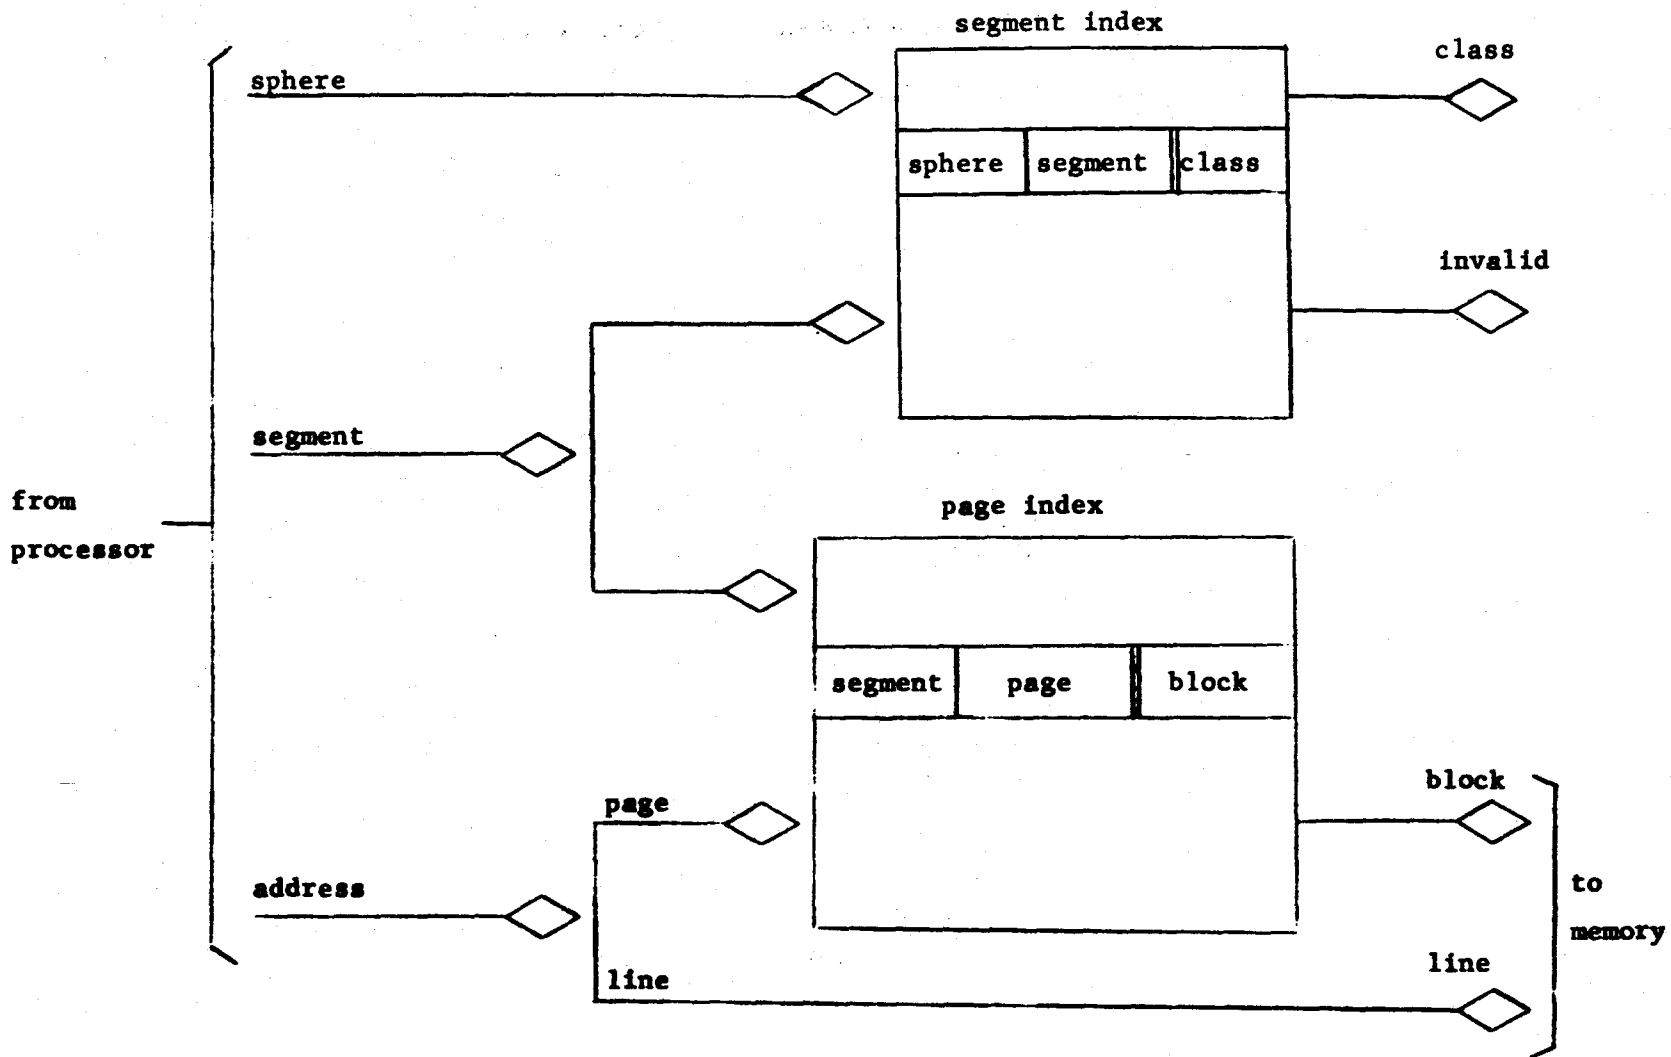 segment index
class
sphere
sphere segment class
invalid
segment
from
processor
page index
segment page block
page
block
address
to
memory
line
line